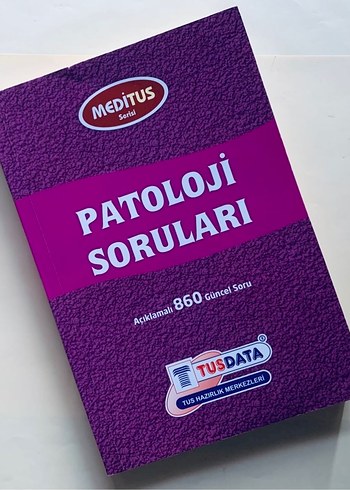 MEDİTUS
Serisi
PATOLOJİ
SORULARI
Açıklamalı 860 Güncel Soru
TUSDATA®
TUS HAZIRLIK MERKEZLERİ